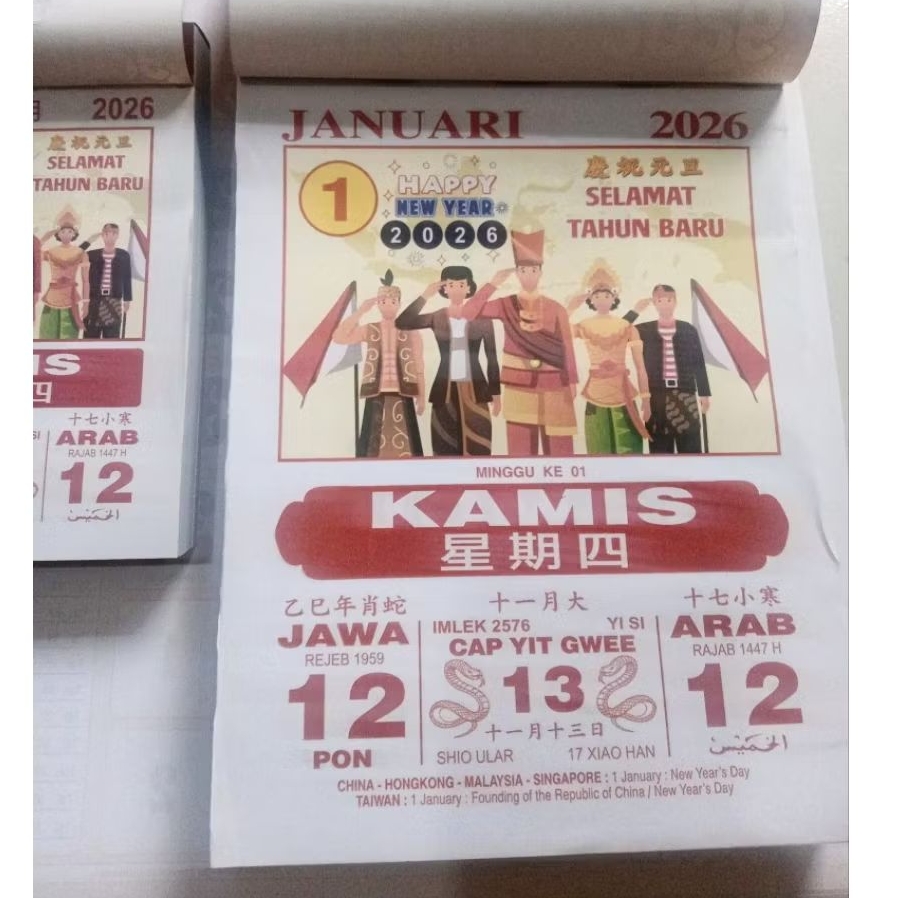 月 2026
慶祝元旦
SELAMAT
TAHUN BARU
IS
四
十七小寒
SI
ARAB
RAJAB 1447 H
12
الخميس
JANUARI 2026
1
HAPPY
NEW YEAR
2026
慶祝元旦
SELAMAT
TAHUN BARU
MINGGU KE 01
KAMIS
星期四
乙巳年肖蛇
JAWA
REJEB 1959
12
PON
十一月大
IMLEK 2576 YI SI
CAP YIT GWEE
13
十一月十三日
SHIO ULAR 17 XIAO HAN
十七小寒
ARAB
RAJAB 1447 H
12
الخميس
CHINA - HONGKONG - MALAYSIA - SINGAPORE : 1 January : New Year's Day
TAIWAN : 1 January : Founding of the Republic of China / New Year's Day